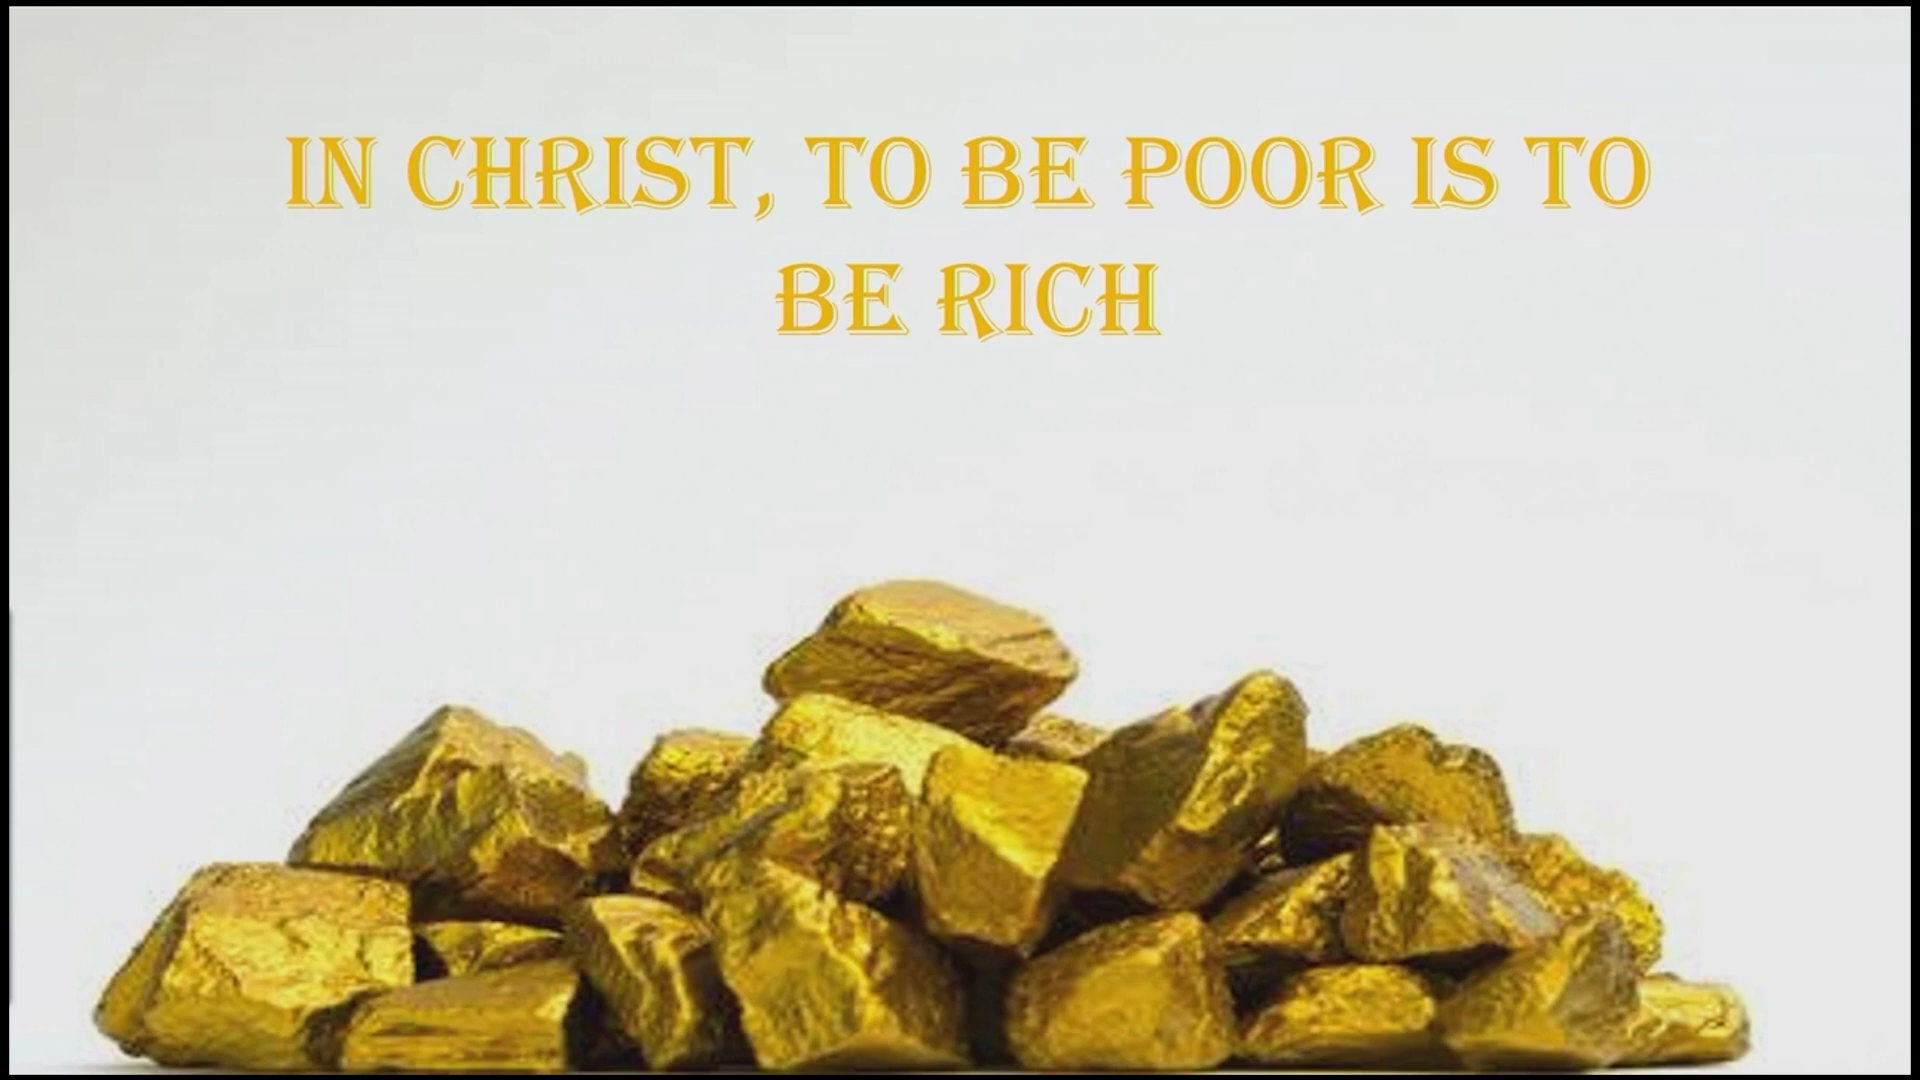 IN CHRIST, TO BE POOR IS TO
BE RICH